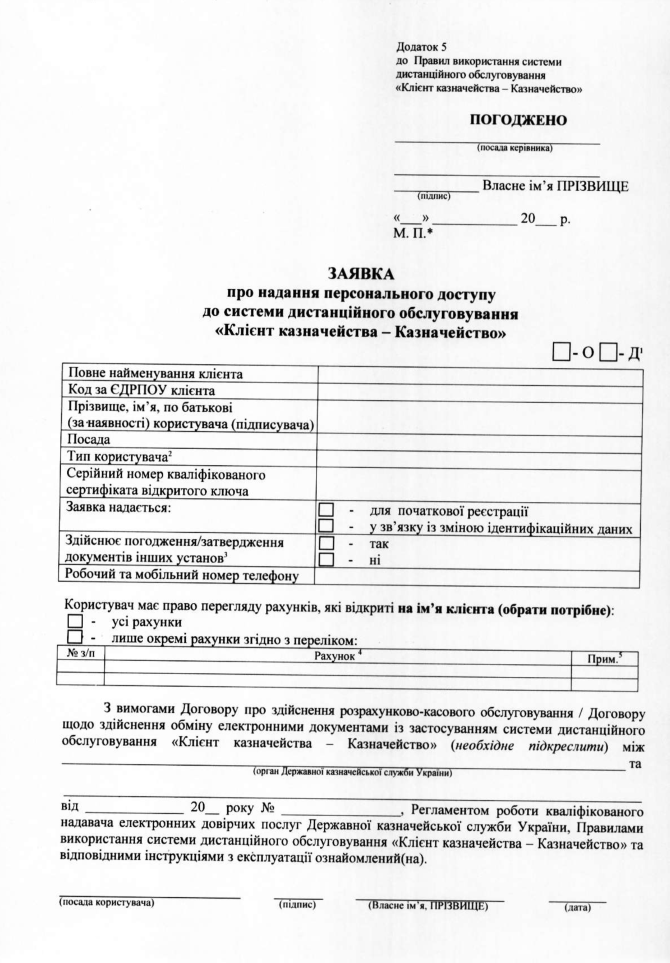 Додаток 5
до Правил використання системи
дистанційного обслуговування
«Клієнт казначейства – Казначейство»
ПОГОДЖЕНО
(посада керівника)
____________ Власне ім’я ПРІЗВИЩЕ
(підпис)
«___» ____________ 20___ р.
М. П.*
ЗАЯВКА
про надання персонального доступу
до системи дистанційного обслуговування
«Клієнт казначейства – Казначейство»
☐- О ☐- Д¹
Повне найменування клієнта
Код за ЄДРПОУ клієнта
Прізвище, ім’я, по батькові
(за наявності) користувача (підписувача)
Посада
Тип користувача²
Серійний номер кваліфікованого
сертифіката відкритого ключа
Заявка надається:
☐ - для початкової реєстрації
☐ - у зв’язку із зміною ідентифікаційних даних
Здійснює погодження/затвердження
документів інших установ³
☐ - так
☐ - ні
Робочий та мобільний номер телефону
Користувач має право перегляду рахунків, які відкриті на ім’я клієнта (обрати потрібне):
☐ - усі рахунки
☐ - лише окремі рахунки згідно з переліком:
№ з/п Рахунок ⁴ Прим.⁵
З вимогами Договору про здійснення розрахунково-касового обслуговування / Договору
щодо здійснення обміну електронними документами із застосуванням системи дистанційного
обслуговування «Клієнт казначейства – Казначейство» (необхідне підкреслити) між
та
(орган Державної казначейської служби України)
від ______________ 20__ року № _________________, Регламентом роботи кваліфікованого
надавача електронних довірчих послуг Державної казначейської служби України, Правилами
використання системи дистанційного обслуговування «Клієнт казначейства – Казначейство» та
відповідними інструкціями з експлуатації ознайомлений(на).
(посада користувача) (підпис) (Власне ім’я, ПРІЗВИЩЕ) (дата)